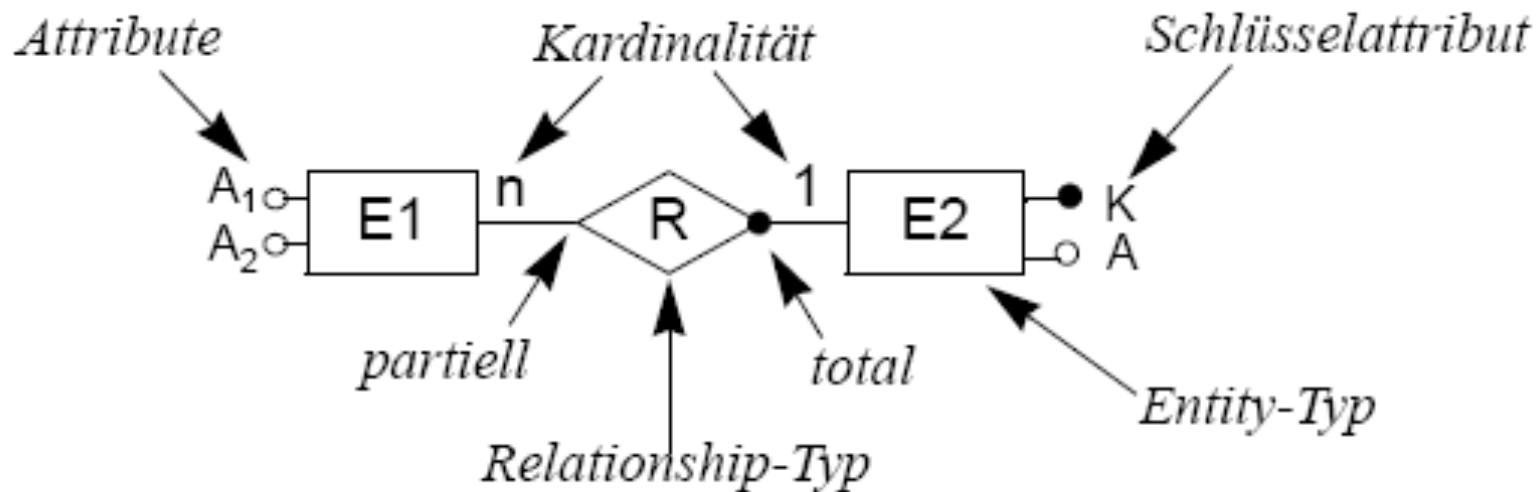 Attribute
Kardinalität
Schlüsselattribut
A1
n
1
K
E1
R
E2
A2
A
partiell
total
Entity-Typ
Relationship-Typ